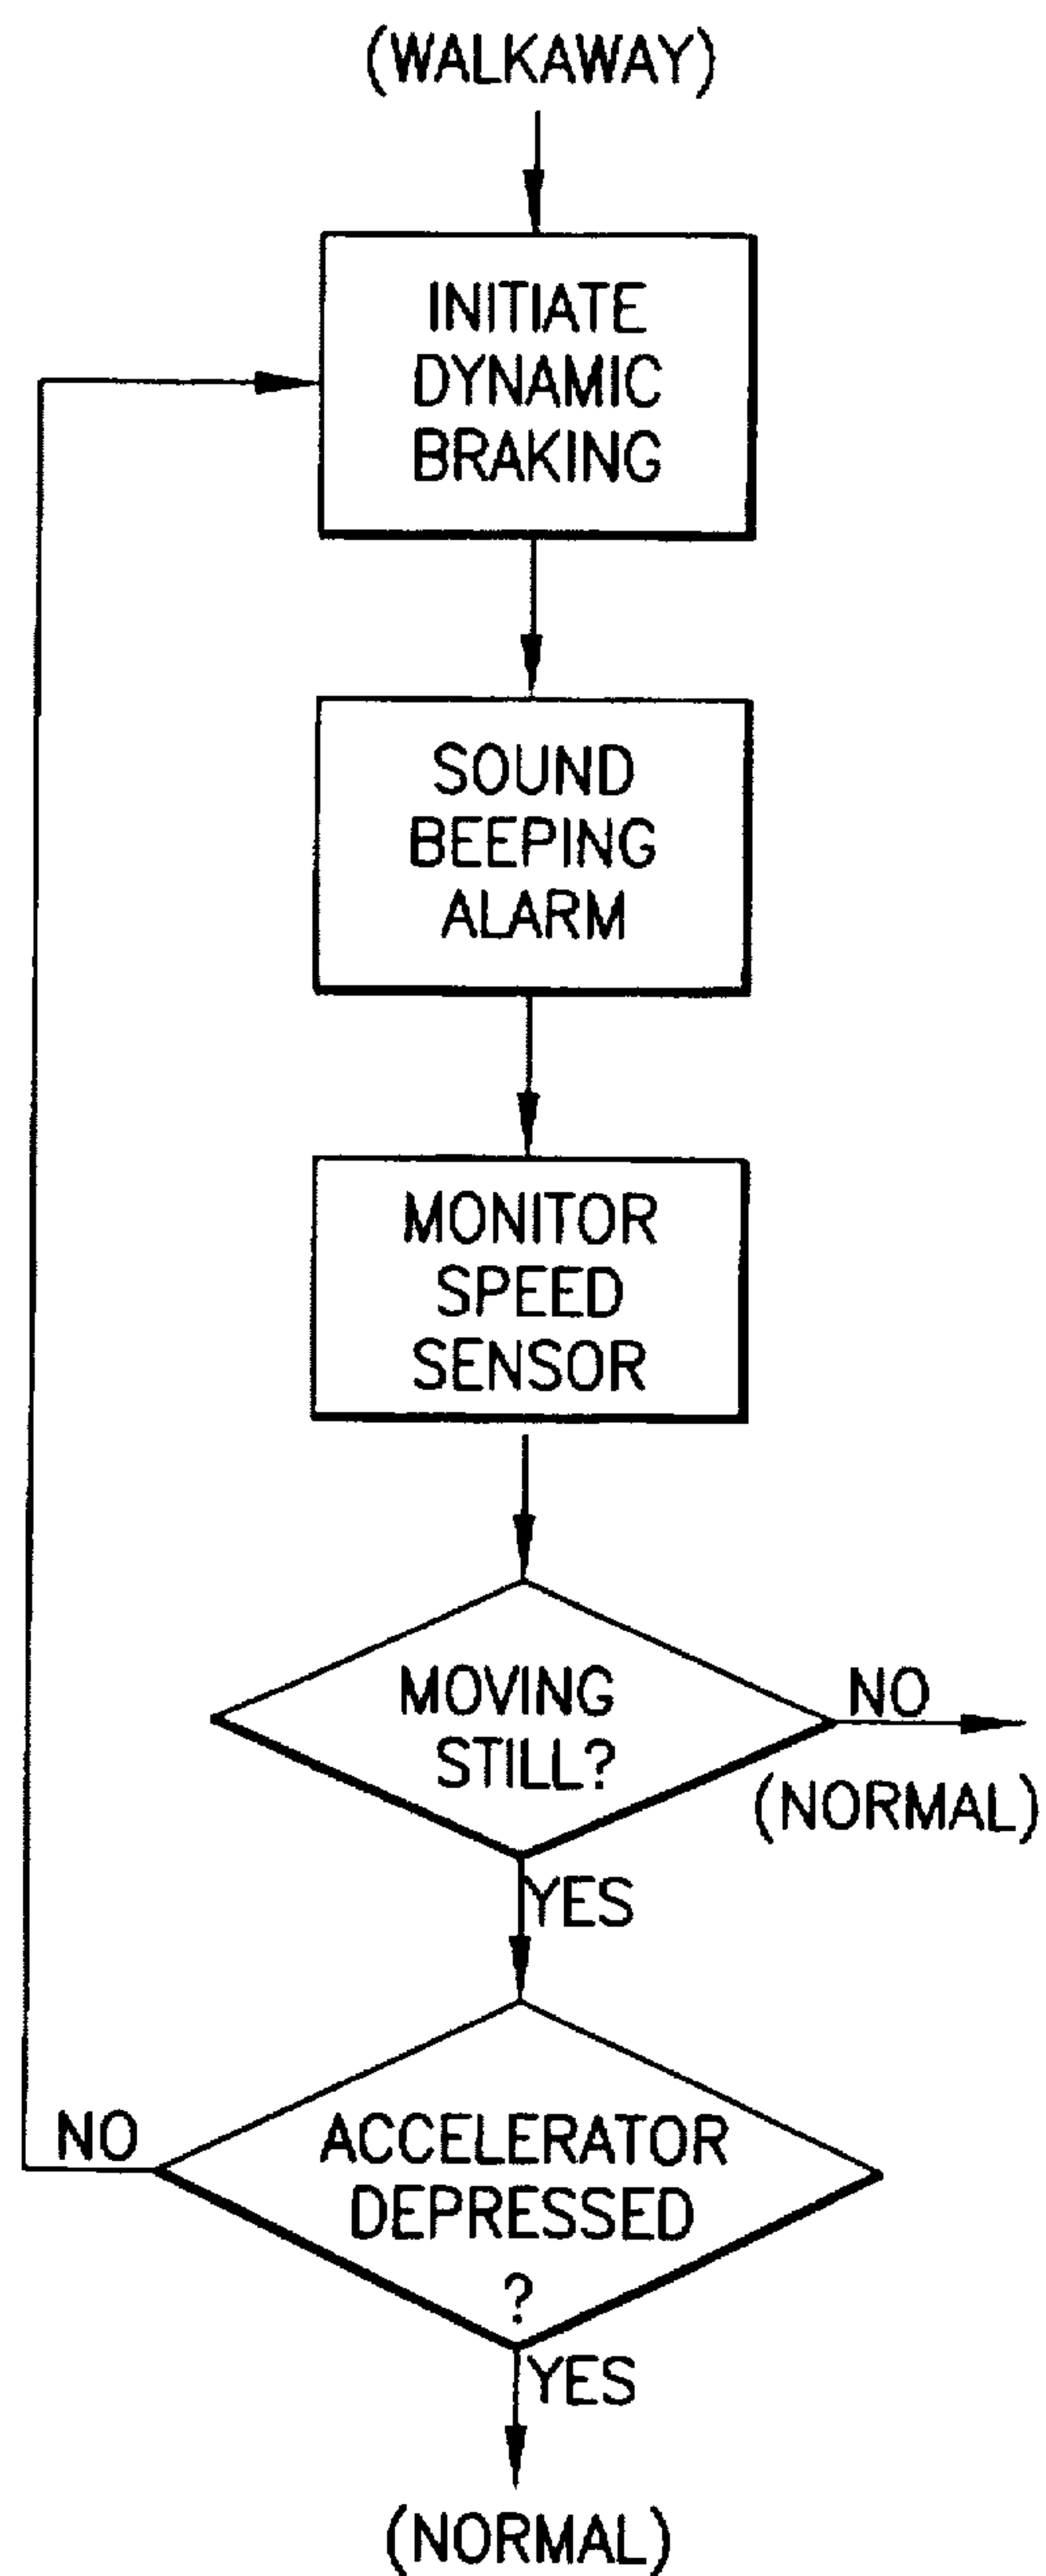 (WALKAWAY)
INITIATE
DYNAMIC
BRAKING
SOUND
BEEPING
ALARM
MONITOR
SPEED
SENSOR
MOVING
STILL?
NO
(NORMAL)
YES
NO
ACCELERATOR
DEPRESSED
?
YES
(NORMAL)